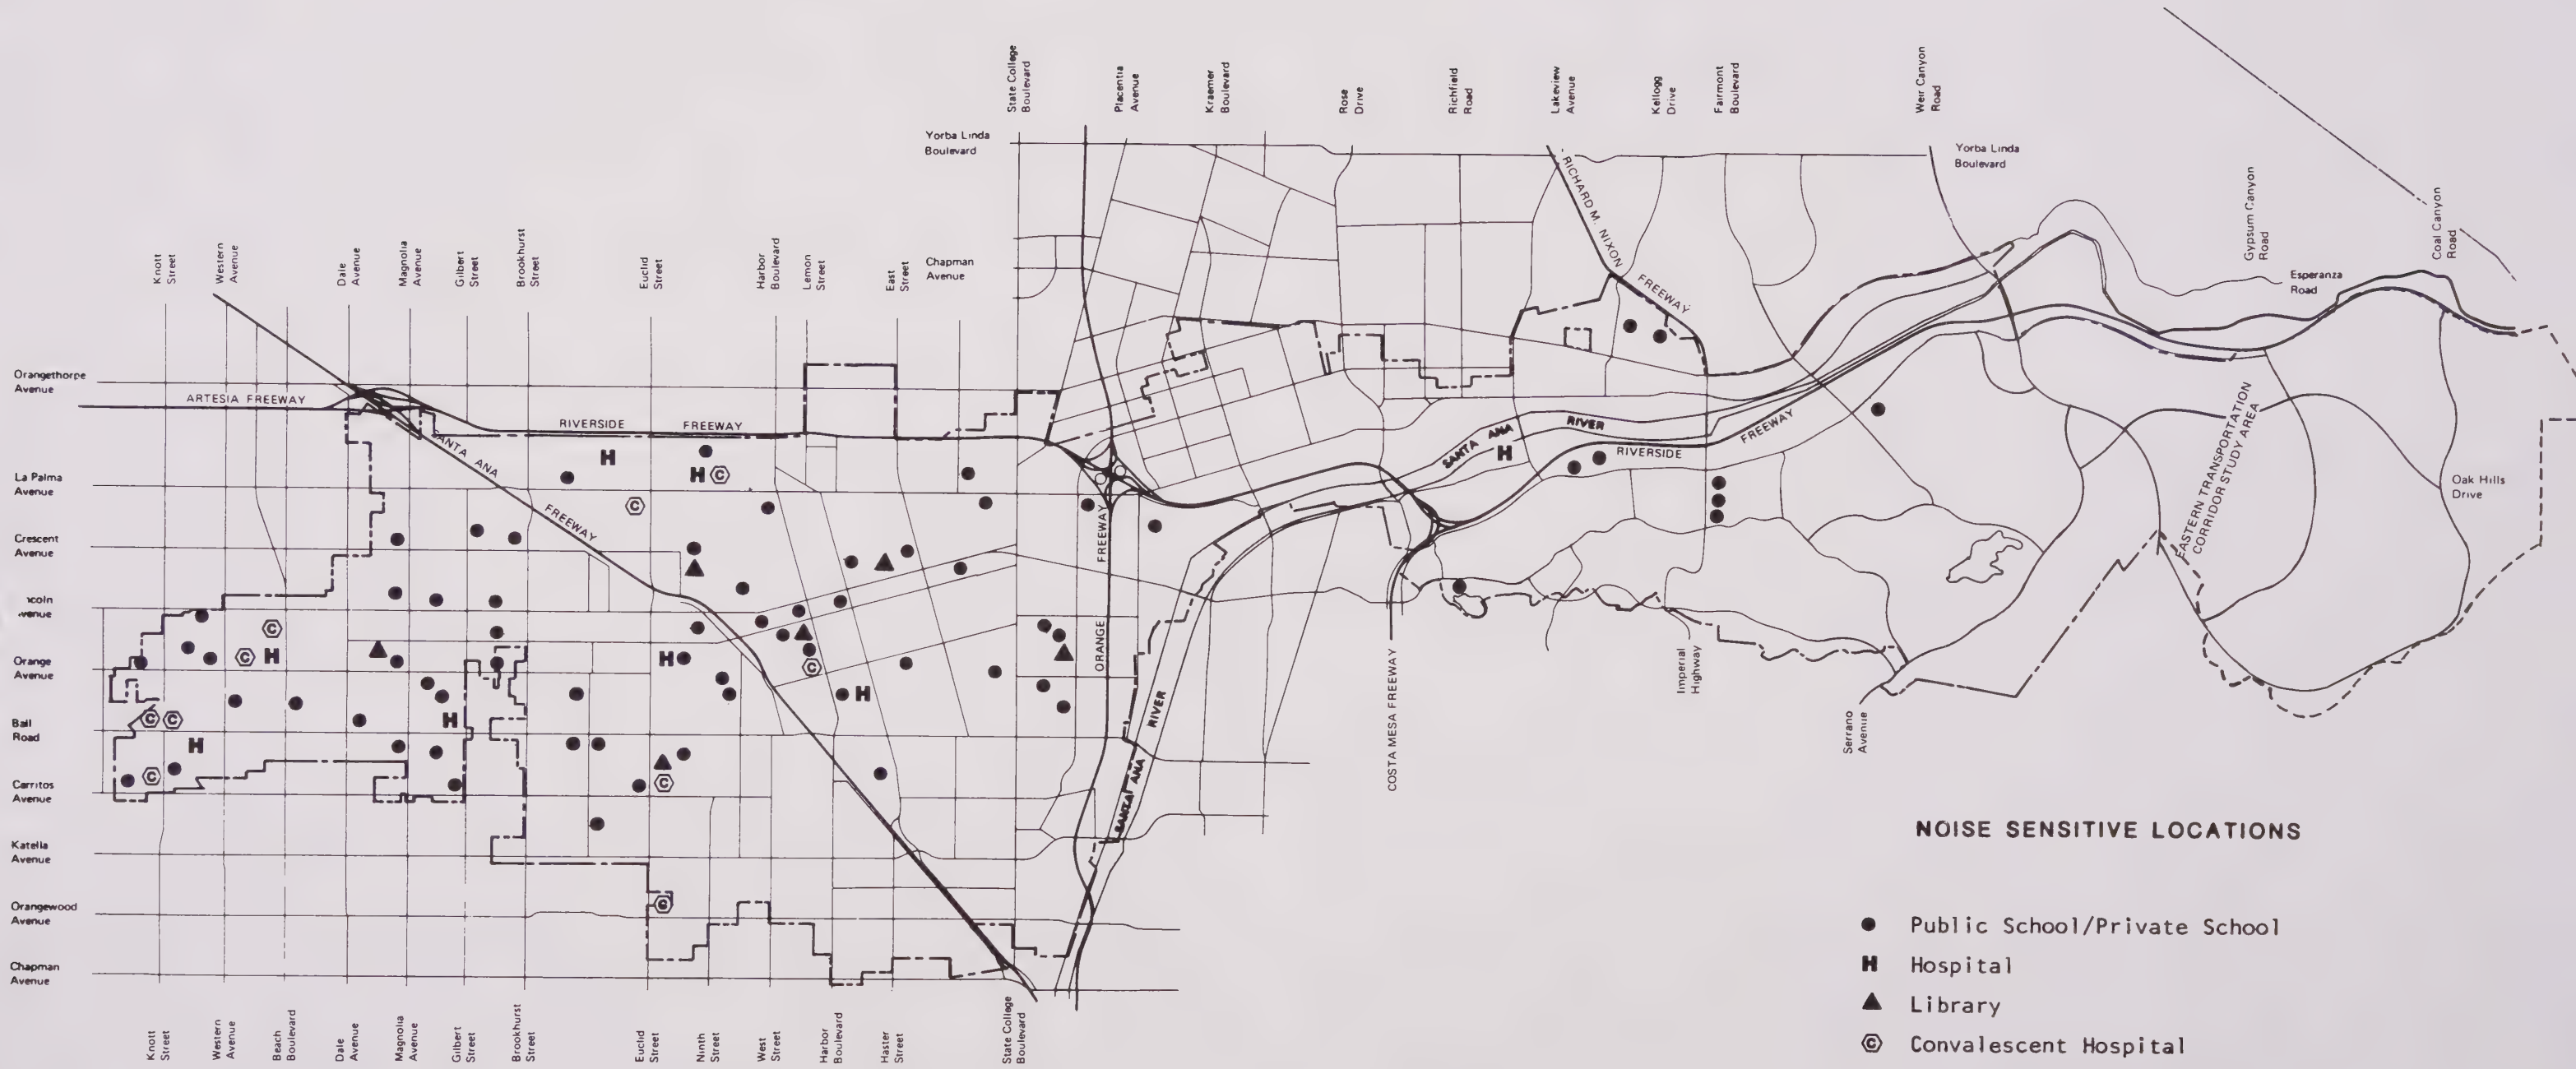 State College
Boulevard
Placentia
Avenue
Kraemer
Boulevard
Rose
Drive
Richfield
Road
Lakeview
Avenue
Kellogg
Drive
Fairmont
Boulevard
Weir Canyon
Road
Yorba Linda
Boulevard
Yorba Linda
Boulevard
RICHARD M. NIXON
FREEWAY
Gypsum Canyon
Road
Coal Canyon
Road
Esperanza
Road
Knott
Street
Western
Avenue
Dale
Avenue
Magnolia
Avenue
Gilbert
Street
Brookhurst
Street
Euclid
Street
Harbor
Boulevard
Lemon
Street
East
Street
Chapman
Avenue
Orangethorpe
Avenue
ARTESIA FREEWAY
RIVERSIDE FREEWAY
SANTA ANA
FREEWAY
H
H C
C
La Palma
Avenue
Crescent
Avenue
Avenue
Orange
Avenue
Ball
Road
Cerritos
Avenue
Katella
Avenue
Orangewood
Avenue
Chapman
Avenue
C
C H
H
C
H
H
C C
H
C
C
C
ORANGE FREEWAY
SANTA ANA RIVER
SANTA ANA RIVER
H
RIVERSIDE
FREEWAY
COSTA MESA FREEWAY
Imperial
Highway
Serrano
Avenue
EASTERN TRANSPORTATION
CORRIDOR STUDY AREA
Oak Hills
Drive
Knott
Street
Western
Avenue
Beach
Boulevard
Dale
Avenue
Magnolia
Avenue
Gilbert
Street
Brookhurst
Street
Euclid
Street
Ninth
Street
West
Street
Harbor
Boulevard
Haster
Street
State College
Boulevard
NOISE SENSITIVE LOCATIONS
Public School/Private School
H Hospital
Library
C Convalescent Hospital